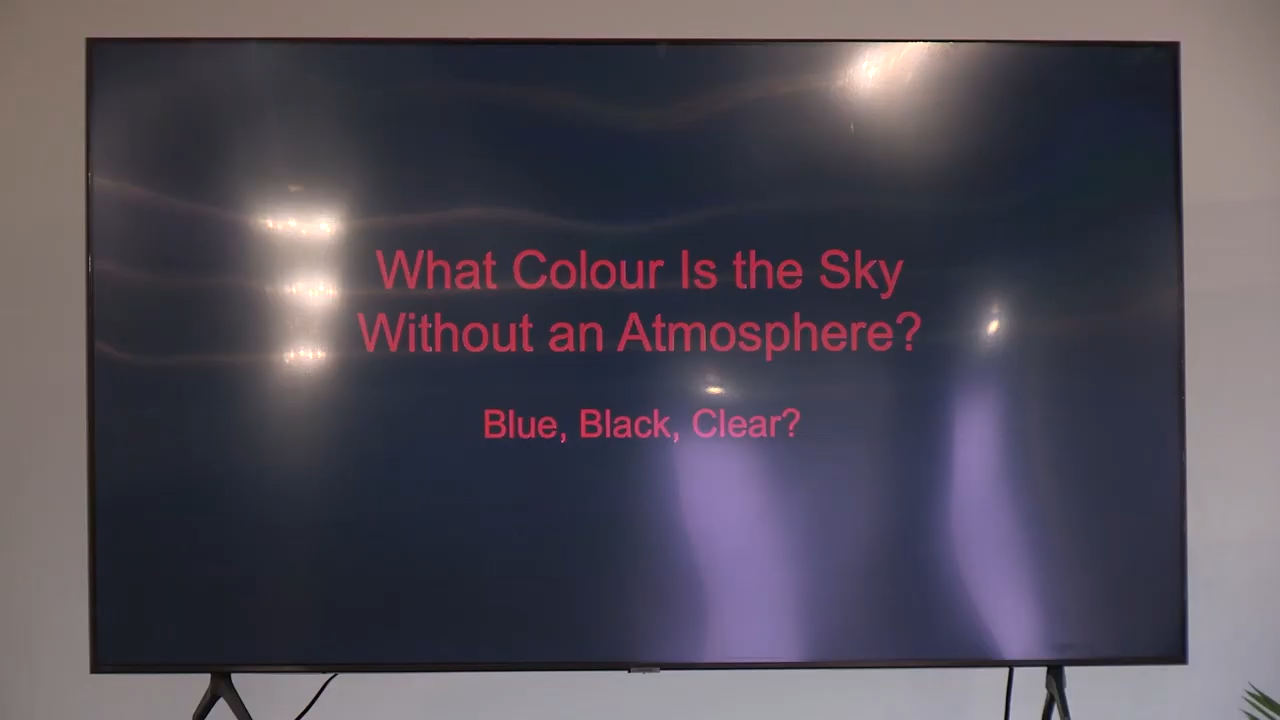 What Colour Is the Sky
Without an Atmosphere?
Blue, Black, Clear?